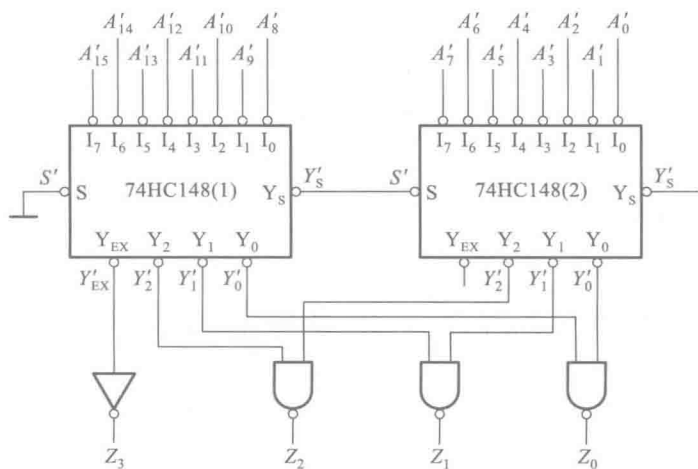 A′14 A′12 A′10 A′8 A′6 A′4 A′2 A′0
A′15 A′13 A′11 A′9 A′7 A′5 A′3 A′1
I7 I6 I5 I4 I3 I2 I1 I0 I7 I6 I5 I4 I3 I2 I1 I0
S′ S 74HC148(1) YS Y′S S′ S 74HC148(2) YS Y′S
YEX Y2 Y1 Y0 YEX Y2 Y1 Y0
Y′EX Y′2 Y′1 Y′0 Y′2 Y′1 Y′0
Z3 Z2 Z1 Z0